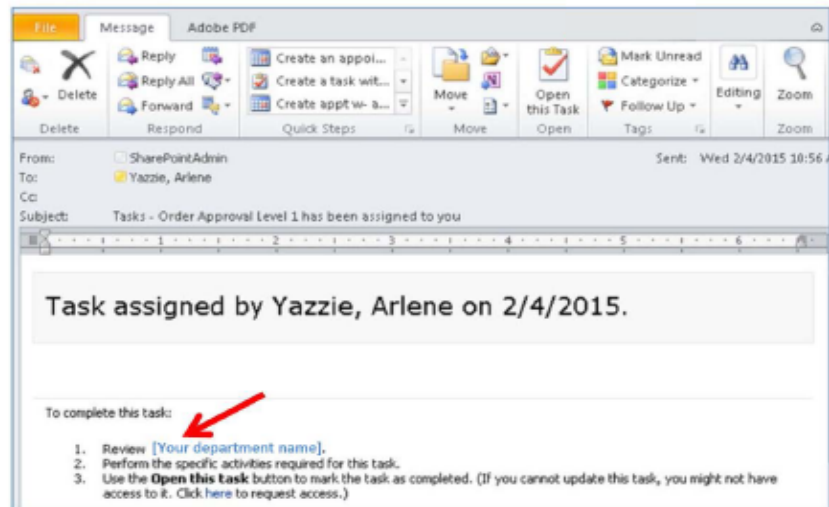 File Message Adobe PDF
Reply Create an appoi... Mark Unread
Delete Reply All Create a task wit... Move Open this Task Categorize Editing Zoom
Forward Create appt w- a... Follow Up
Delete Respond Quick Steps Move Open Tags Zoom
From: SharePointAdmin Sent: Wed 2/4/2015 10:56
To: Yazzie, Arlene
Cc:
Subject: Tasks - Order Approval Level 1 has been assigned to you
1 2 3 4 5 6
Task assigned by Yazzie, Arlene on 2/4/2015.
To complete this task:
1. Review [Your department name].
2. Perform the specific activities required for this task.
3. Use the Open this task button to mark the task as completed. (If you cannot update this task, you might not have
access to it. Click here to request access.)